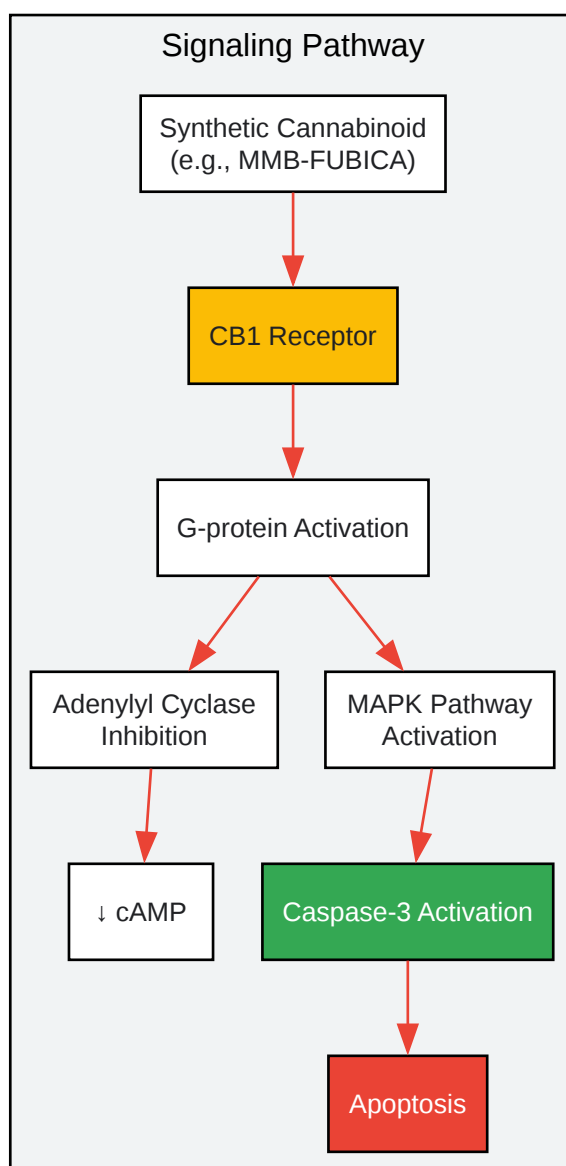 Signaling Pathway
Synthetic Cannabinoid
(e.g., MMB-FUBICA)
CB1 Receptor
G-protein Activation
Adenylyl Cyclase
Inhibition
MAPK Pathway
Activation
↓ cAMP
Caspase-3 Activation
Apoptosis